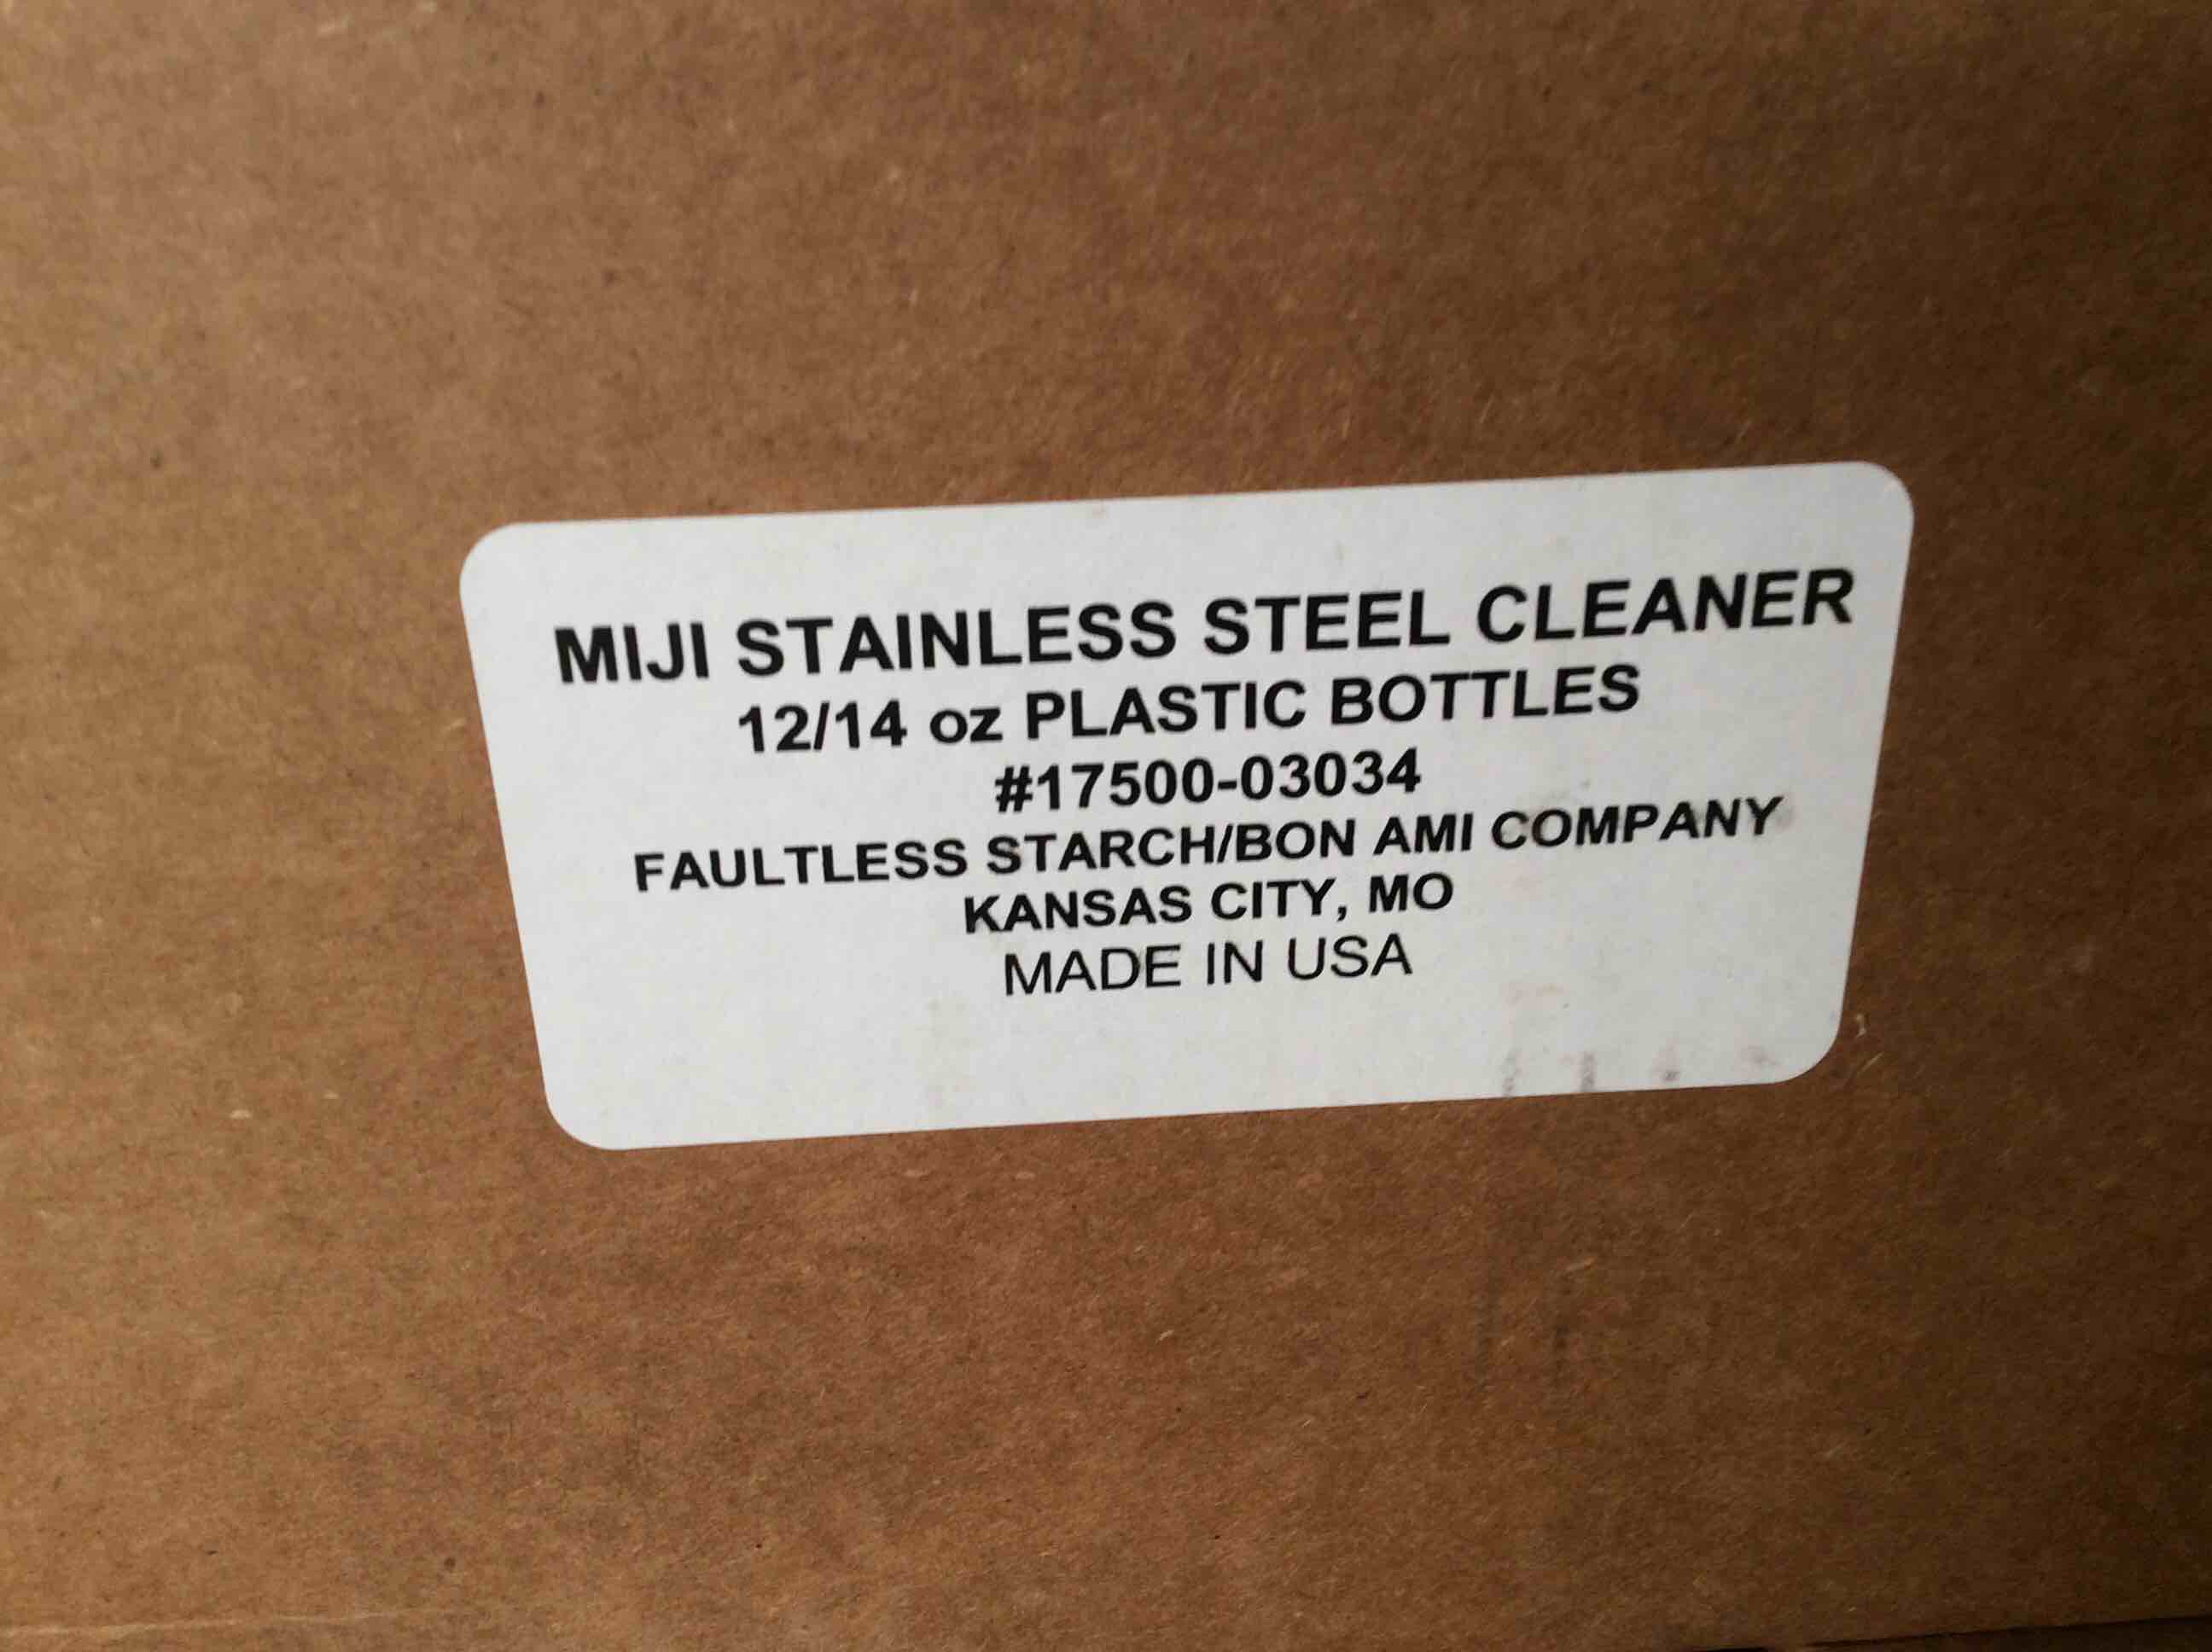 MIJI STAINLESS STEEL CLEANER
12/14 oz PLASTIC BOTTLES
#17500-03034
FAULTLESS STARCH/BON AMI COMPANY
KANSAS CITY, MO
MADE IN USA